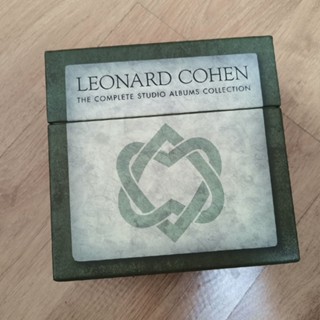 LEONARD COHEN
THE COMPLETE STUDIO ALBUMS COLLECTION